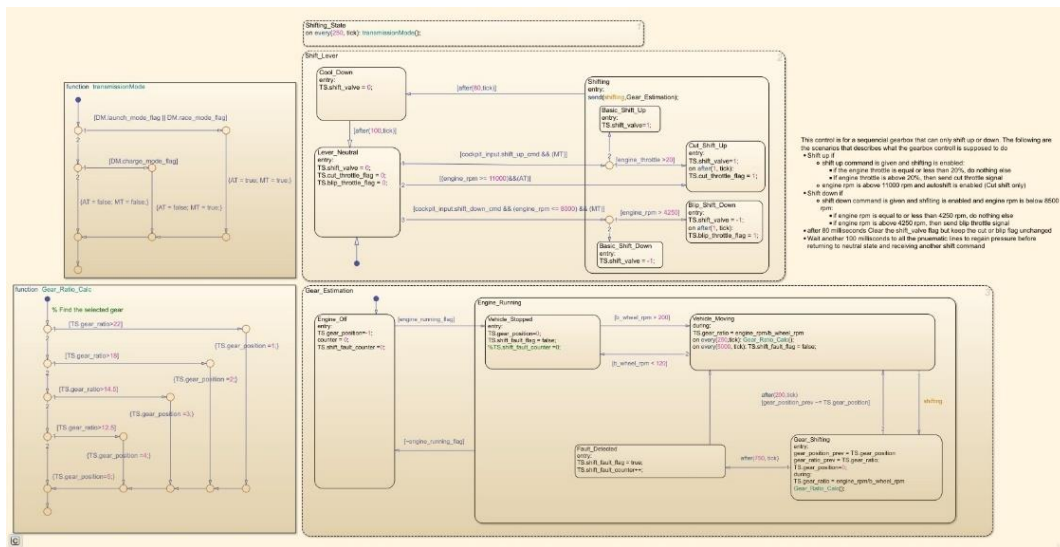 Shifting_State
on every(250, tick): transmissionMode();
1
function transmissionMode
[DM.launch_mode_flag || DM.race_mode_flag]
1
2
[DM.charge_mode_flag]
1
2
{AT = true; MT = true;}
{AT = false; MT = false;}
{AT = false; MT = true;}
Shift_Lever
2
Cool_Down
entry:
TS.shift_valve = 0;
[after(80,tick)]
[after(100,tick)]
Lever_Neutral
entry:
TS.shift_valve = 0;
TS.cut_throttle_flag = 0;
TS.blip_throttle_flag = 0;
[cockpit_input.shift_up_cmd && (MT)]
[(engine_rpm >= 11000)&&(AT)]
[cockpit_input.shift_down_cmd && (engine_rpm <= 8500) && (MT)]
Shifting
entry:
send(shifting,Gear_Estimation);
Basic_Shift_Up
entry:
TS.shift_valve=1;
2
[engine_throttle >20]
1
Cut_Shift_Up
entry:
TS.shift_valve=1;
on after(1, tick):
TS.cut_throttle_flag = 1;
[engine_rpm > 4250]
1
2
Blip_Shift_Down
entry:
TS.shift_valve = -1;
on after(1, tick):
TS.blip_throttle_flag = 1;
Basic_Shift_Down
entry:
TS.shift_valve = -1;
This control is for a sequencial gearbox that can only shift up or down. The following are
the scenarios that describes what the gearbox control is supposed to do
• Shift up if
shift up command is given and shifting is enabled:
• if the engine throttle is equal or less than 20%, do nothing else
• If engine throttle is above 20%, then send cut throttle signal
engine rpm is above 11000 rpm and autoshift is enabled (Cut shift only)
• Shift down if
shift down command is given and shifting is enabled and engine rpm is below 8500
rpm:
• if engine rpm is equal to or less than 4250 rpm, do nothing else
• if engine rpm is above 4250 rpm, then send blip throttle signal
• after 80 milliseconds Clear the shift_valve flag but keep the cut or blip flag unchanged
• Wait another 100 milliseconds to all the pnuematic lines to regain pressure before
returning to neutral state and receiving another shift command
function Gear_Ratio_Calc
% Find the selected gear
[TS.gear_ratio>22]
{TS.gear_position =1;}
[TS.gear_ratio>18]
{TS.gear_position =2;}
[TS.gear_ratio>14.5]
{TS.gear_position =3;}
[TS.gear_ratio>12.5]
{TS.gear_position =4;}
{TS.gear_position=5;}
Gear_Estimation
3
Engine_Off
entry:
TS.gear_position=-1;
counter = 0;
TS.shift_fault_counter =0;
[engine_running_flag]
[~engine_running_flag]
Engine_Running
Vehicle_Stopped
entry:
TS.gear_position=0;
TS.shift_fault_flag = false;
%TS.shift_fault_counter =0;
[b_wheel_rpm > 200]
[b_wheel_rpm < 120]
2
Vehicle_Moving
during:
TS.gear_ratio = engine_rpm/b_wheel_rpm
on every(250,tick): Gear_Ratio_Calc();
on every(5000, tick): TS.shift_fault_flag = false;
after(250,tick)
[gear_position_prev ~= TS.gear_position]
shifting
Fault_Detected
entry:
TS.shift_fault_flag = true;
TS.shift_fault_counter++;
after(750, tick)
Gear_Shifting
entry:
gear_position_prev = TS.gear_position
gear_ratio_prev = TS.gear_ratio
TS.gear_position=0;
during:
TS.gear_ratio = engine_rpm/b_wheel_rpm
Gear_Ratio_Calc();